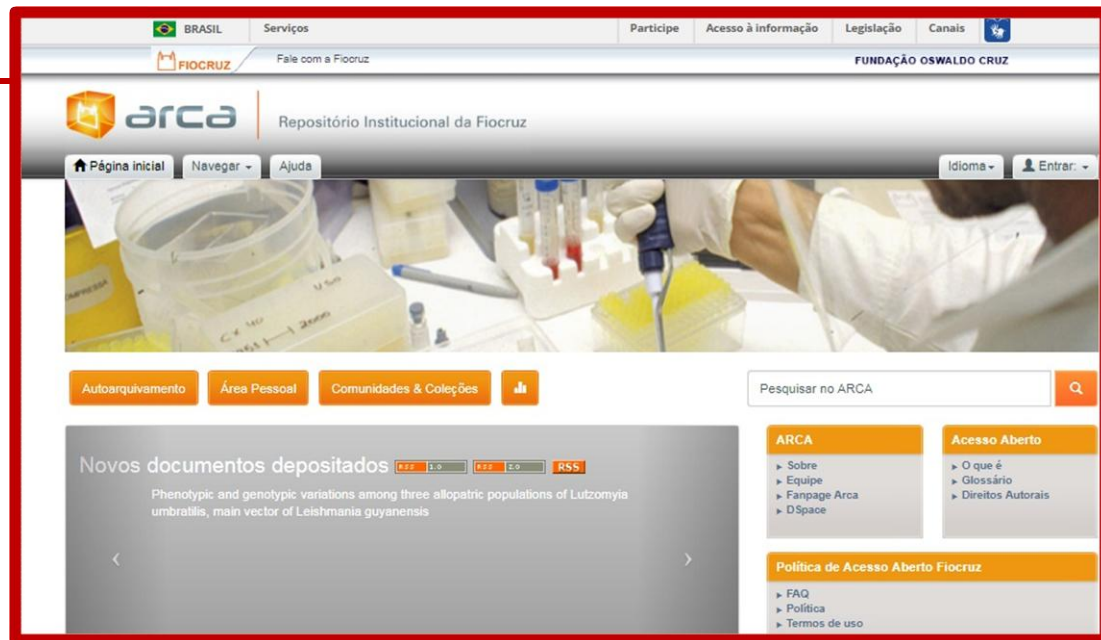 BRASIL Serviços Participe Acesso à informação Legislação Canais
FIOCRUZ Fale com a Fiocruz FUNDAÇÃO OSWALDO CRUZ
arca Repositório Institucional da Fiocruz
Página inicial Navegar Ajuda Idioma Entrar:
Autoarquivamento Área Pessoal Comunidades & Coleções Pesquisar no ARCA
Novos documentos depositados RSS 1.0 RSS 2.0 RSS
Phenotypic and genotypic variations among three allopatric populations of Lutzomyia
umbratilis, main vector of Leishmania guyanensis
ARCA
Sobre
Equipe
Fanpage Arca
DSpace
Acesso Aberto
O que é
Glossário
Direitos Autorais
Política de Acesso Aberto Fiocruz
FAQ
Política
Termos de uso